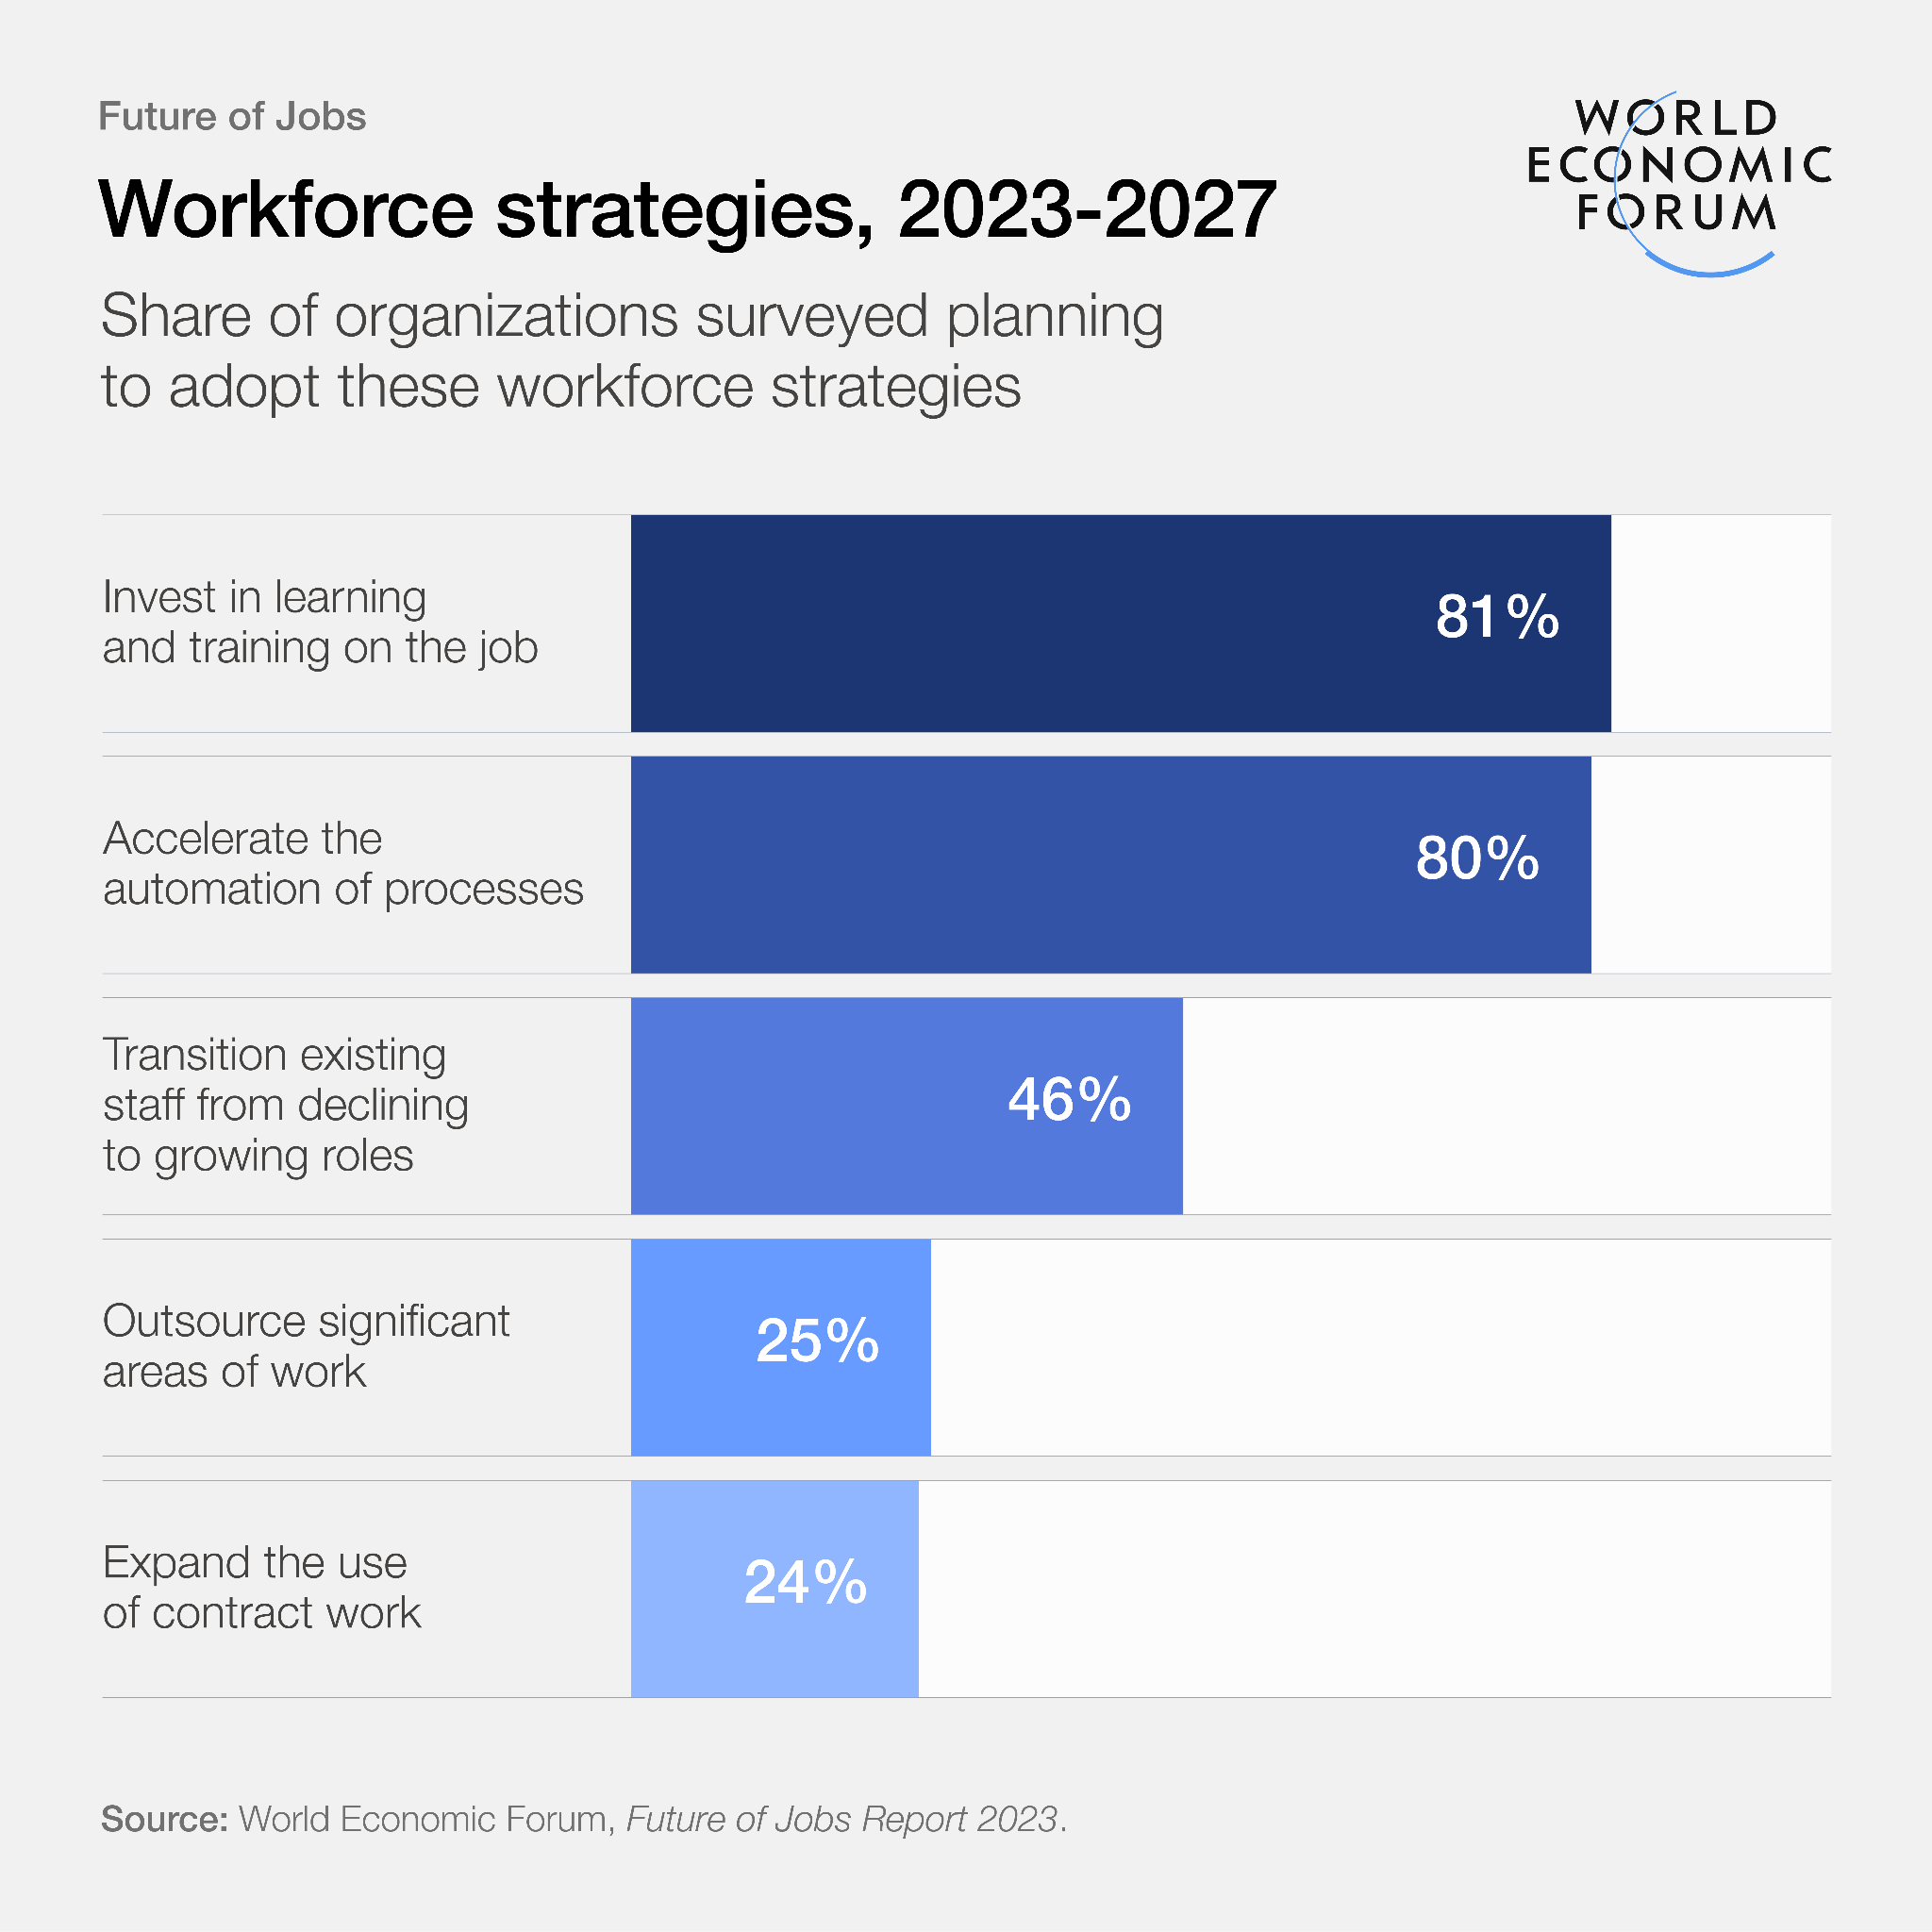 Future of Jobs
Workforce strategies, 2023-2027
Share of organizations surveyed planning
to adopt these workforce strategies
WORLD
ECONOMIC
FORUM
Invest in learning
and training on the job
81%
Accelerate the
automation of processes
80%
Transition existing
staff from declining
to growing roles
46%
Outsource significant
areas of work
25%
Expand the use
of contract work
24%
Source: World Economic Forum, Future of Jobs Report 2023.